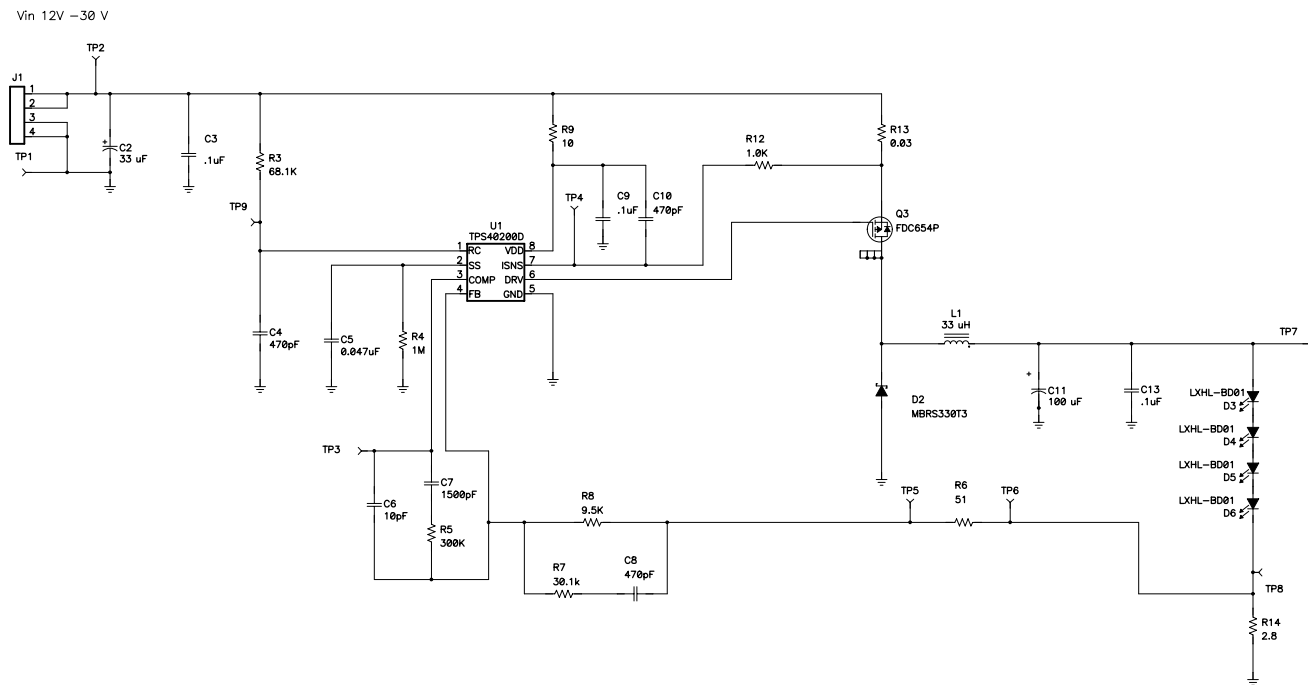 Vin 12V –30 V
TP2
J1
1
2
3
4
TP1
+
C2
33 uF
C3
.1uF
R3
68.1K
TP9
R9
10
C9
.1uF
C10
470pF
TP4
R12
1.0K
R13
0.03
Q3
FDC654P
U1
TPS40200D
1 RC VDD 8
2 SS ISNS 7
3 COMP DRV 6
4 FB GND 5
C4
470pF
C5
0.047uF
R4
1M
L1
33 uH
TP7
D2
MBRS330T3
+
C11
100 uF
C13
.1uF
LXHL-BD01
D3
LXHL-BD01
D4
LXHL-BD01
D5
LXHL-BD01
D6
TP3
C6
10pF
C7
1500pF
R5
300K
R8
9.5K
R7
30.1k
C8
470pF
TP5
R6
51
TP6
TP8
R14
2.8